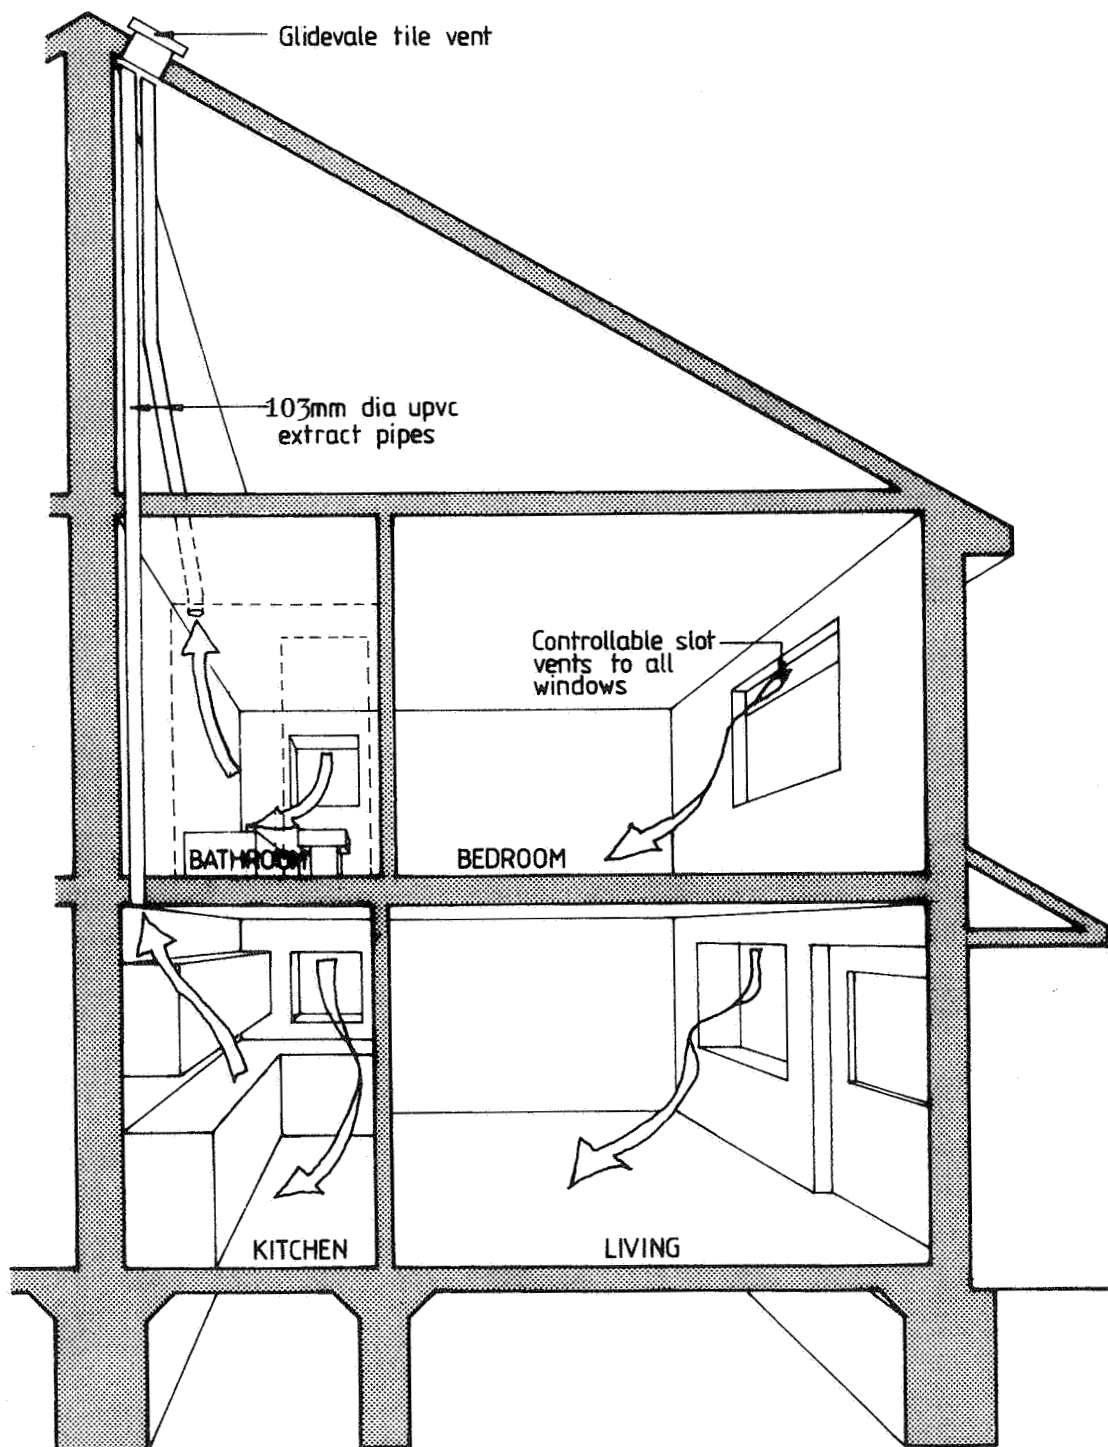 Glidevale tile vent
103mm dia upvc
extract pipes
Controllable slot
vents to all
windows
BATHROOM
BEDROOM
KITCHEN
LIVING